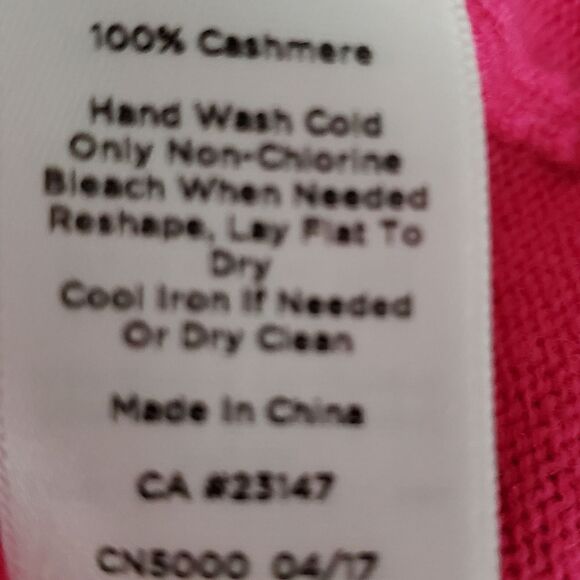 100% Cashmere
Hand Wash Cold
Only Non-Chlorine
Bleach When Needed
Reshape, Lay Flat To
Dry
Cool Iron If Needed
Or Dry Clean
Made In China
CA #23147
CN5000 04/17